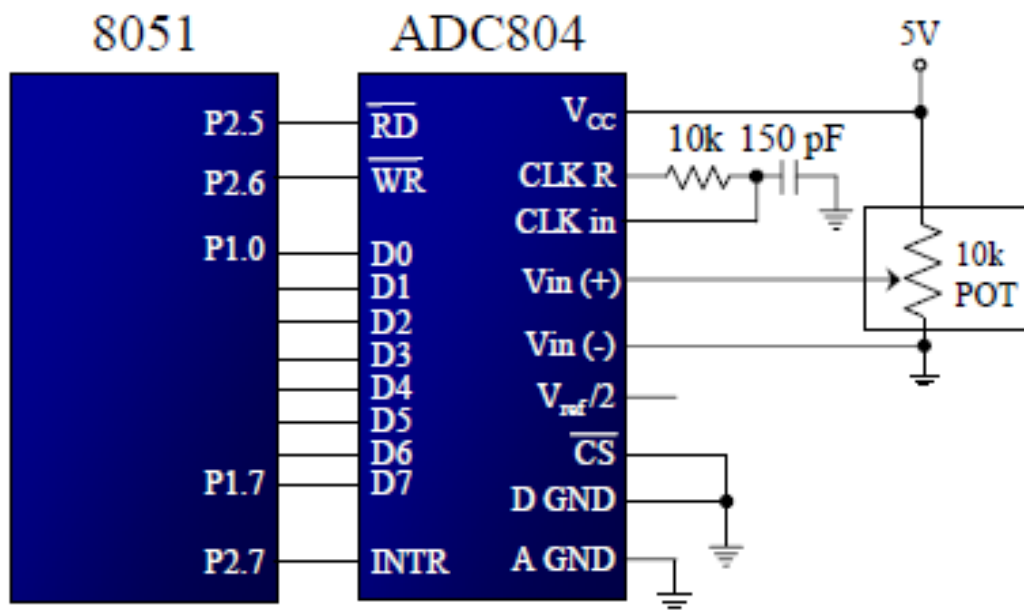 8051
ADC804
5V
P2.5
P2.6
P1.0
P1.7
P2.7
RD
WR
D0
D1
D2
D3
D4
D5
D6
D7
INTR
VCC
CLK R
CLK in
Vin (+)
Vin (-)
Vref/2
CS
D GND
A GND
10k 150 pF
10k
POT